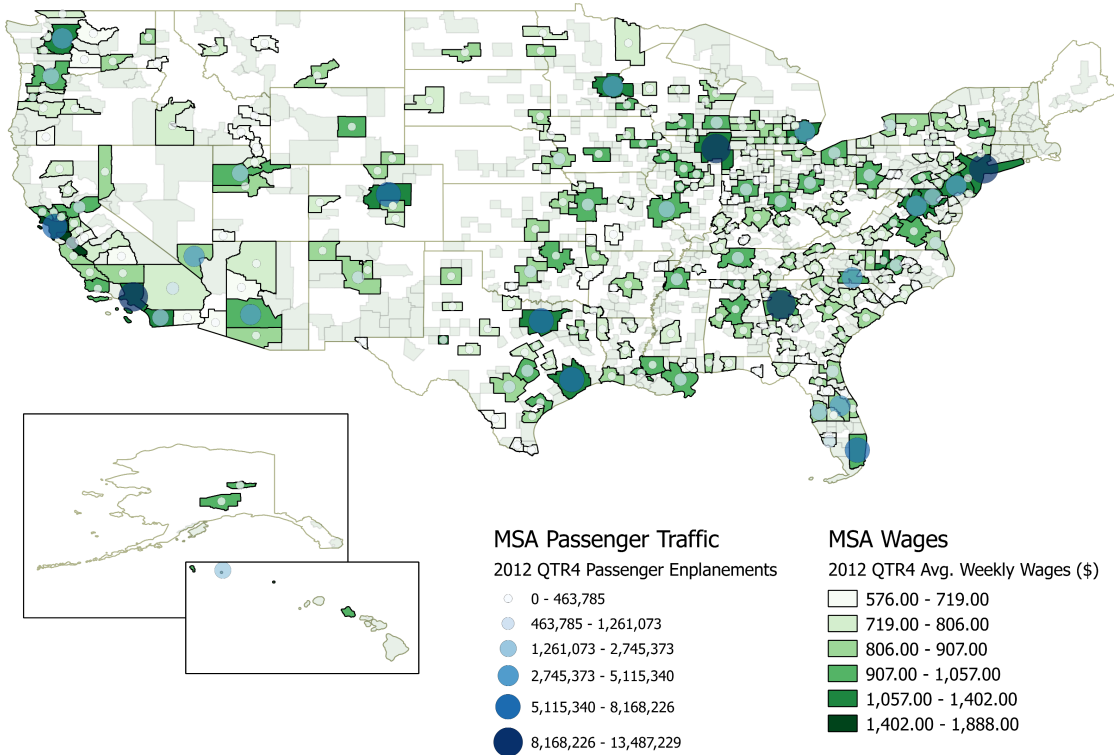 MSA Passenger Traffic
2012 QTR4 Passenger Enplanements
0 - 463,785
463,785 - 1,261,073
1,261,073 - 2,745,373
2,745,373 - 5,115,340
5,115,340 - 8,168,226
8,168,226 - 13,487,229
MSA Wages
2012 QTR4 Avg. Weekly Wages ($)
576.00 - 719.00
719.00 - 806.00
806.00 - 907.00
907.00 - 1,057.00
1,057.00 - 1,402.00
1,402.00 - 1,888.00